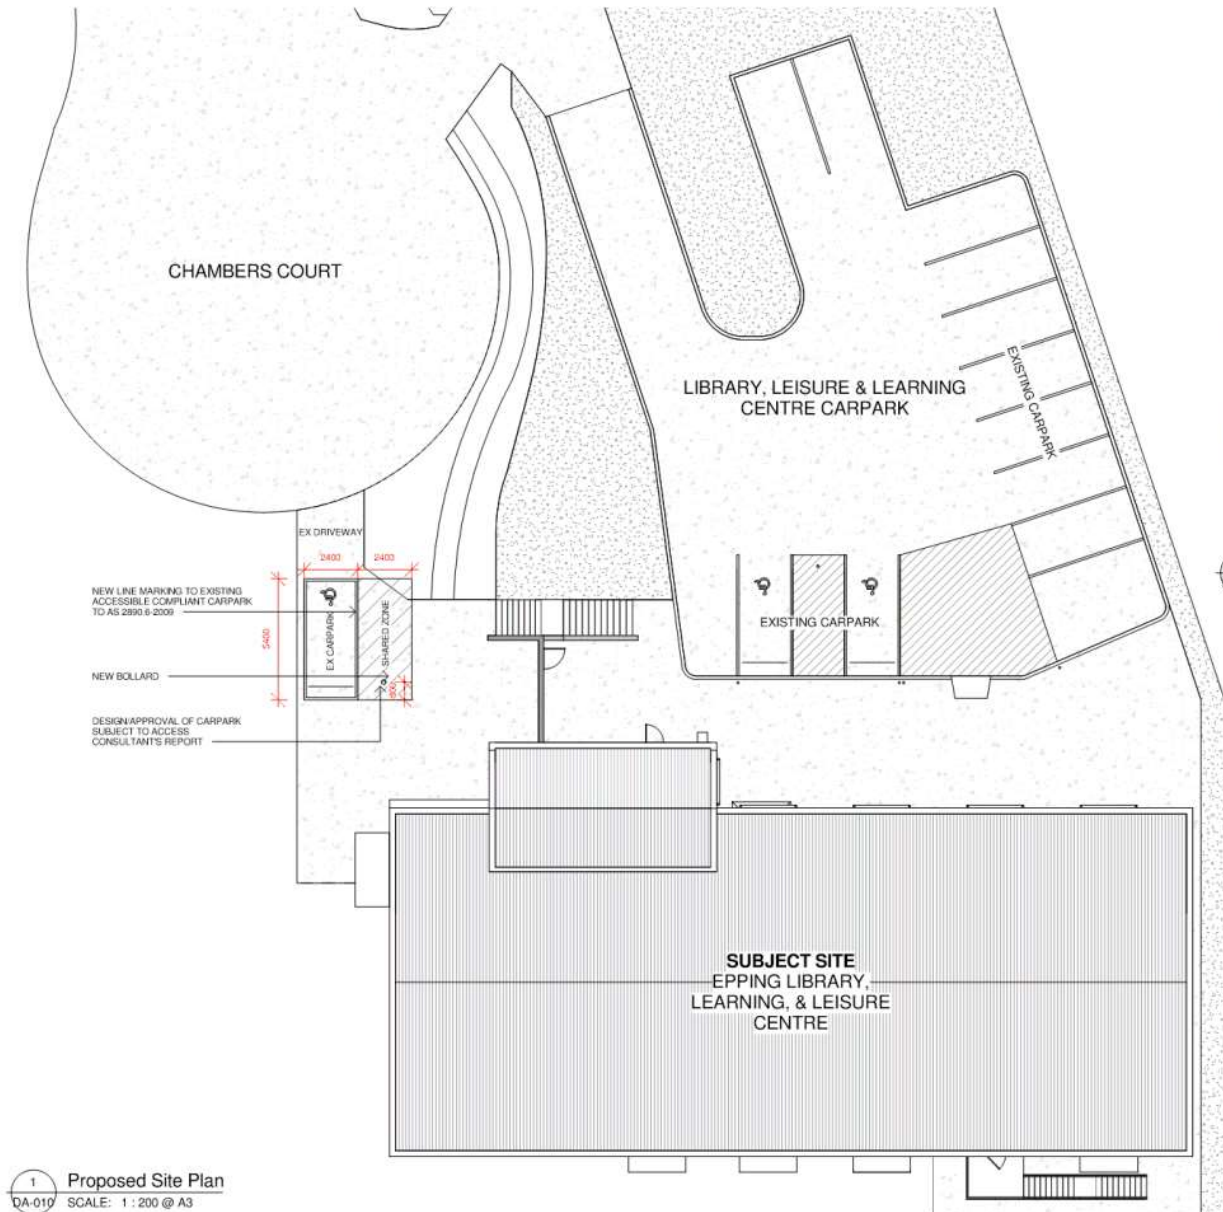 CHAMBERS COURT
LIBRARY, LEISURE & LEARNING
CENTRE CARPARK
EXISTING CARPARK
EX DRIVEWAY
2400
2400
NEW LINE MARKING TO EXISTING
ACCESSIBLE COMPLIANT CARPARK
TO AS 2890.6-2009
5400
EX CARPARK
SHARED ZONE
EXISTING CARPARK
NEW BOLLARD
800
DESIGN/APPROVAL OF CARPARK
SUBJECT TO ACCESS
CONSULTANT'S REPORT
SUBJECT SITE
EPPING LIBRARY,
LEARNING, & LEISURE
CENTRE
1
DA-010
Proposed Site Plan
SCALE: 1 : 200 @ A3